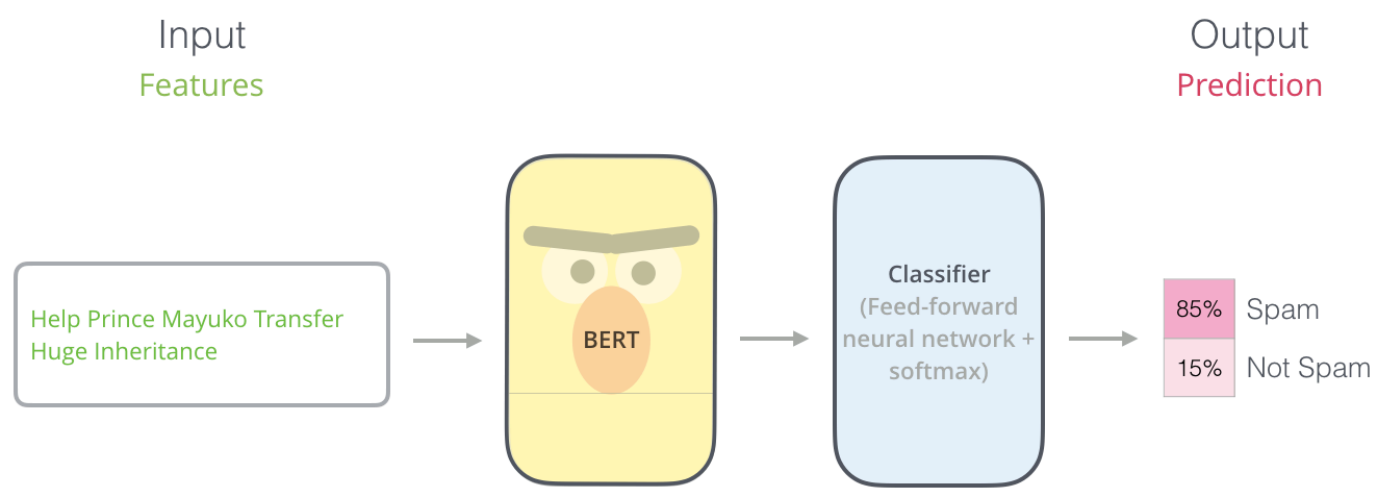 Input
Features
Output
Prediction
Help Prince Mayuko Transfer
Huge Inheritance
BERT
Classifier
(Feed-forward
neural network +
softmax)
85% Spam
15% Not Spam